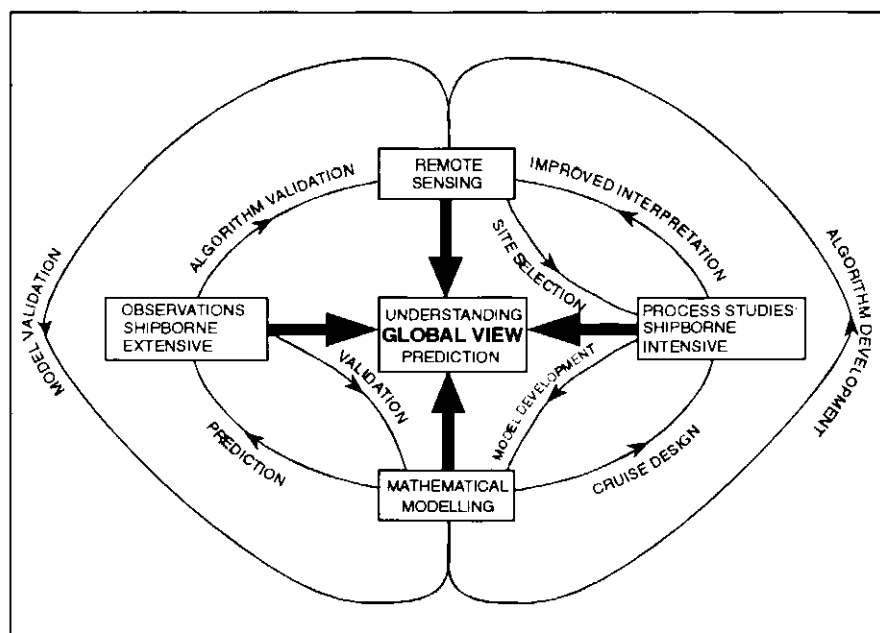 REMOTE
SENSING
ALGORITHM VALIDATION
IMPROVED INTERPRETATION
SITE SELECTION
MODEL VALIDATION
ALGORITHM DEVELOPMENT
OBSERVATIONS
SHIPBORNE
EXTENSIVE
UNDERSTANDING
GLOBAL VIEW
PREDICTION
PROCESS STUDIES
SHIPBORNE
INTENSIVE
VALIDATION
MODEL DEVELOPMENT
PREDICTION
CRUISE DESIGN
MATHEMATICAL
MODELLING